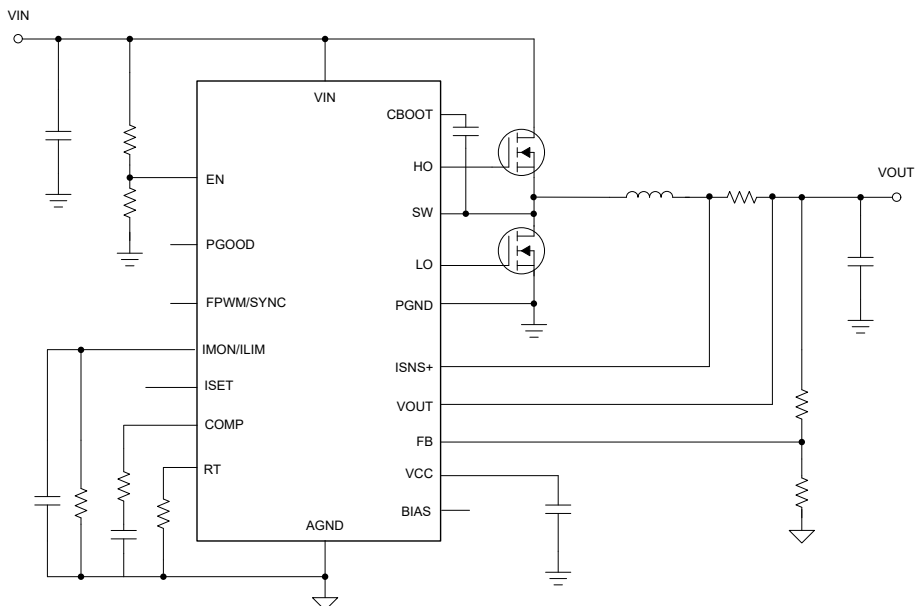 VIN
VIN
CBOOT
HO
EN
SW
VOUT
PGOOD
LO
FPWM/SYNC
PGND
IMON/ILIM
ISNS+
ISET
VOUT
COMP
FB
RT
VCC
BIAS
AGND